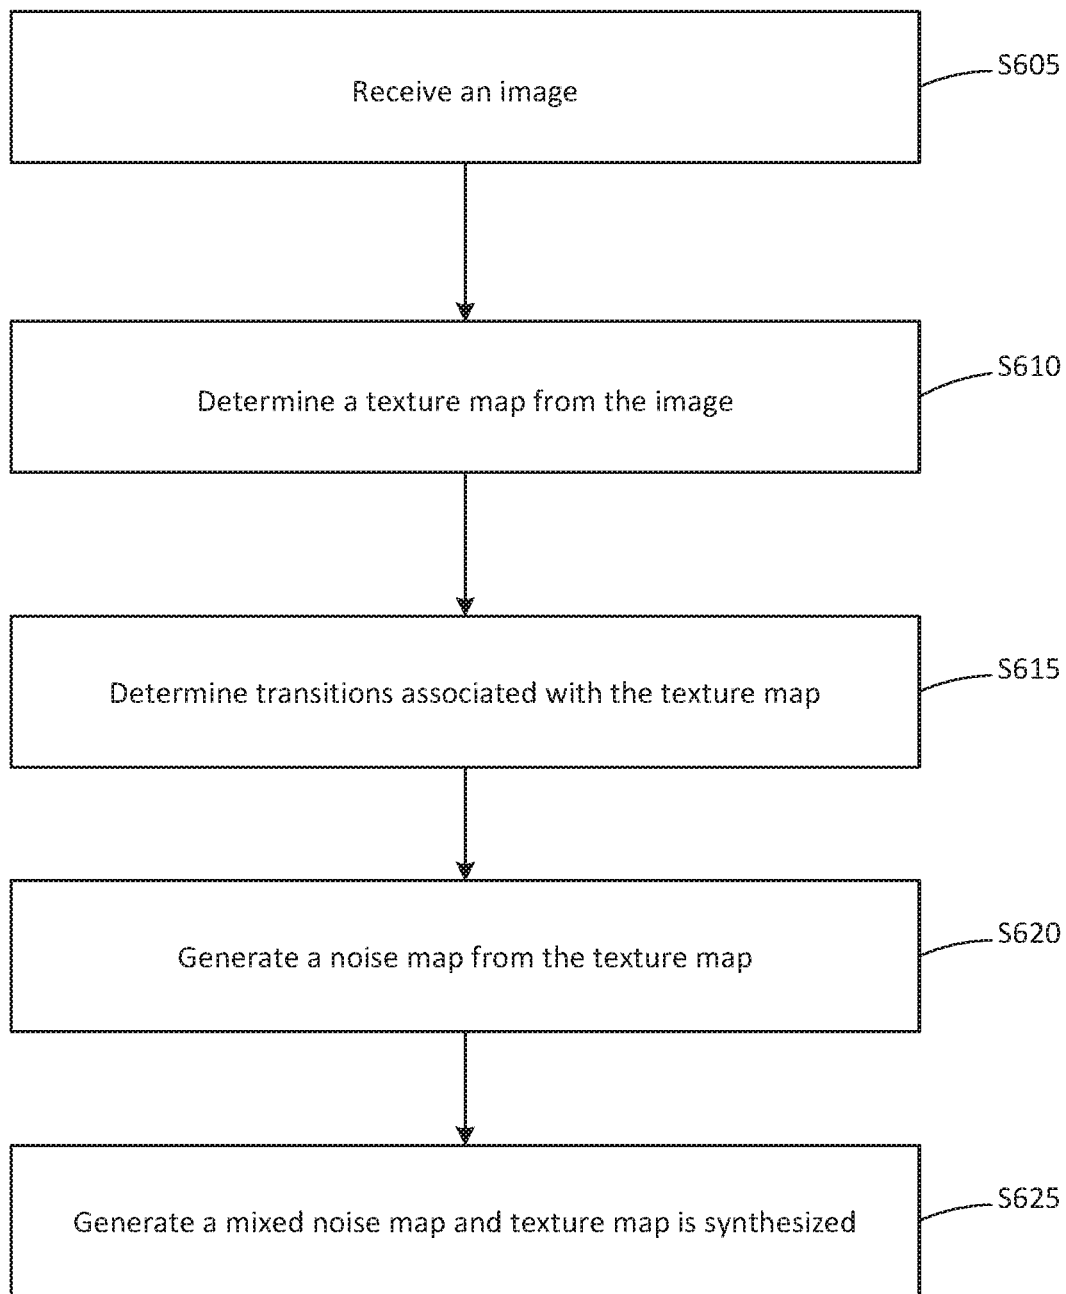 Receive an image
S605
Determine a texture map from the image
S610
Determine transitions associated with the texture map
S615
Generate a noise map from the texture map
S620
Generate a mixed noise map and texture map is synthesized
S625